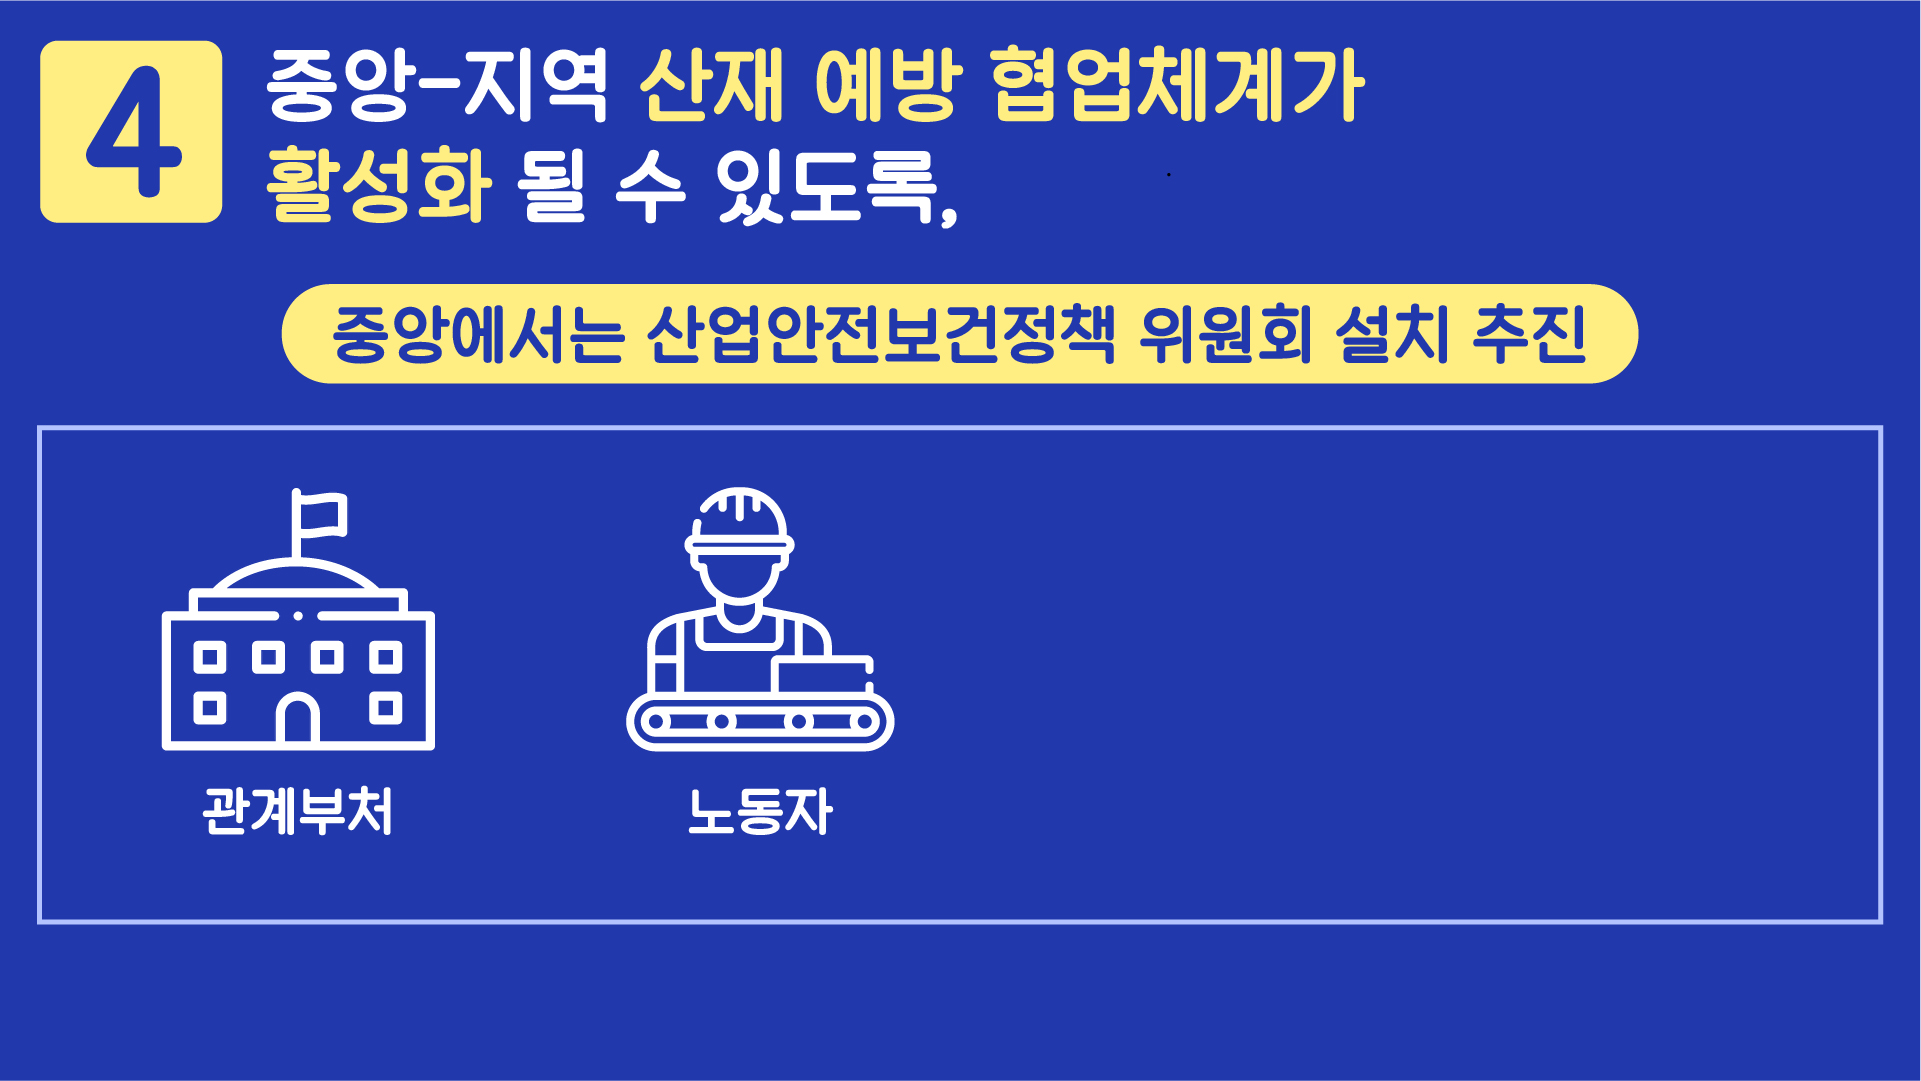 4
중앙-지역 산재 예방 협업체계가
활성화 될 수 있도록,
중앙에서는 산업안전보건정책 위원회 설치 추진
관계부처
노동자